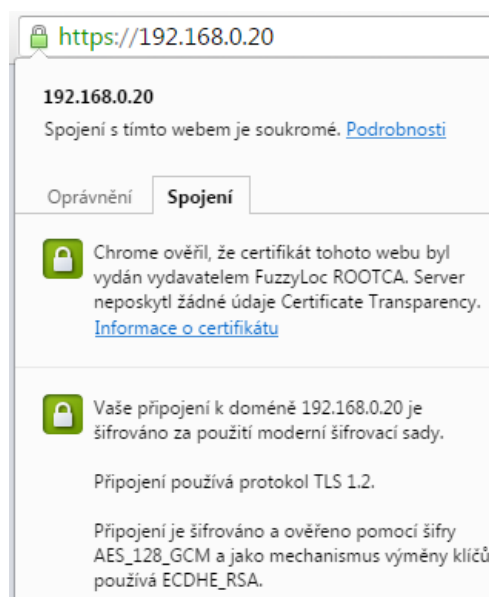 https://192.168.0.20
192.168.0.20
Spojení s tímto webem je soukromé. Podrobnosti
Oprávnění Spojení
Chrome ověřil, že certifikát tohoto webu byl
vydán vydavatelem FuzzyLoc ROOTCA. Server
neposkytl žádné údaje Certificate Transparency.
Informace o certifikátu
Vaše připojení k doméně 192.168.0.20 je
šifrováno za použití moderní šifrovací sady.
Připojení používá protokol TLS 1.2.
Připojení je šifrováno a ověřeno pomocí šifry
AES_128_GCM a jako mechanismus výměny klíčů
používá ECDHE_RSA.